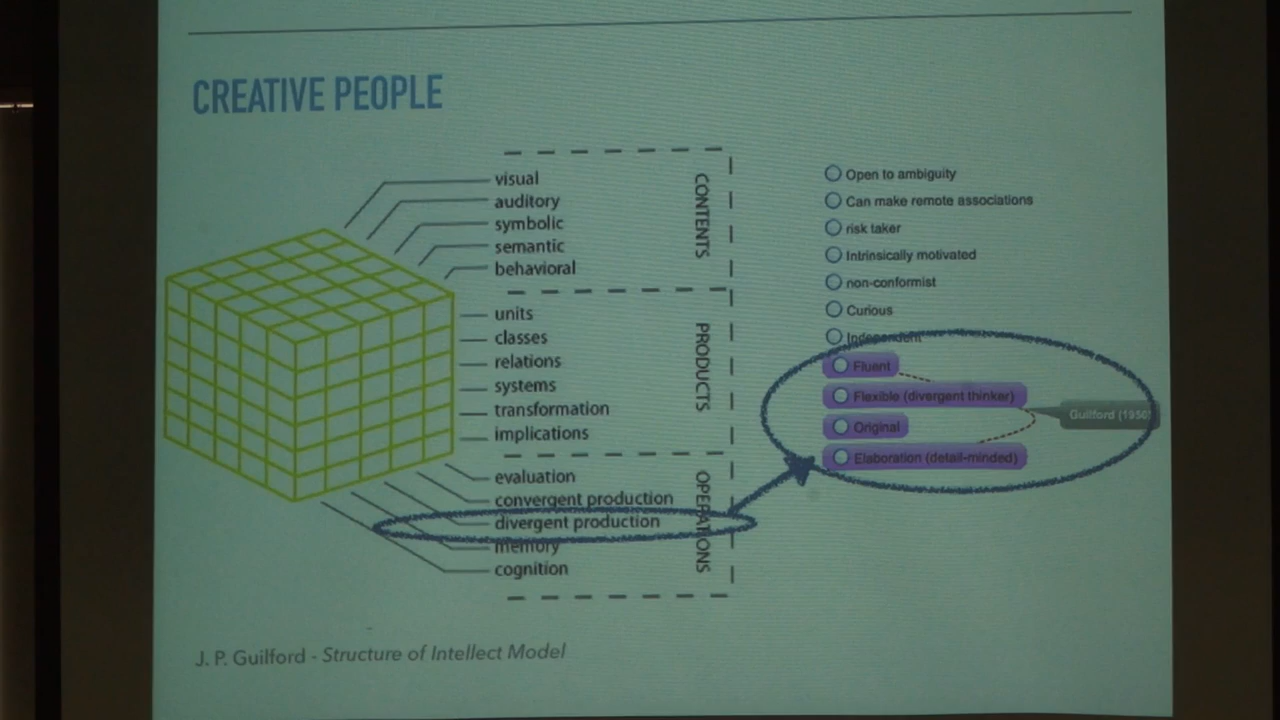 CREATIVE PEOPLE
visual
auditory
symbolic
semantic
behavioral
CONTENTS
units
classes
relations
systems
transformation
implications
PRODUCTS
evaluation
convergent production
divergent production
memory
cognition
OPERATIONS
Open to ambiguity
Can make remote associations
risk taker
Intrinsically motivated
non-conformist
Curious
Independent
Fluent
Flexible (divergent thinker)
Original
Elaboration (detail-minded)
Guilford (1950)
J. P. Guilford - Structure of Intellect Model